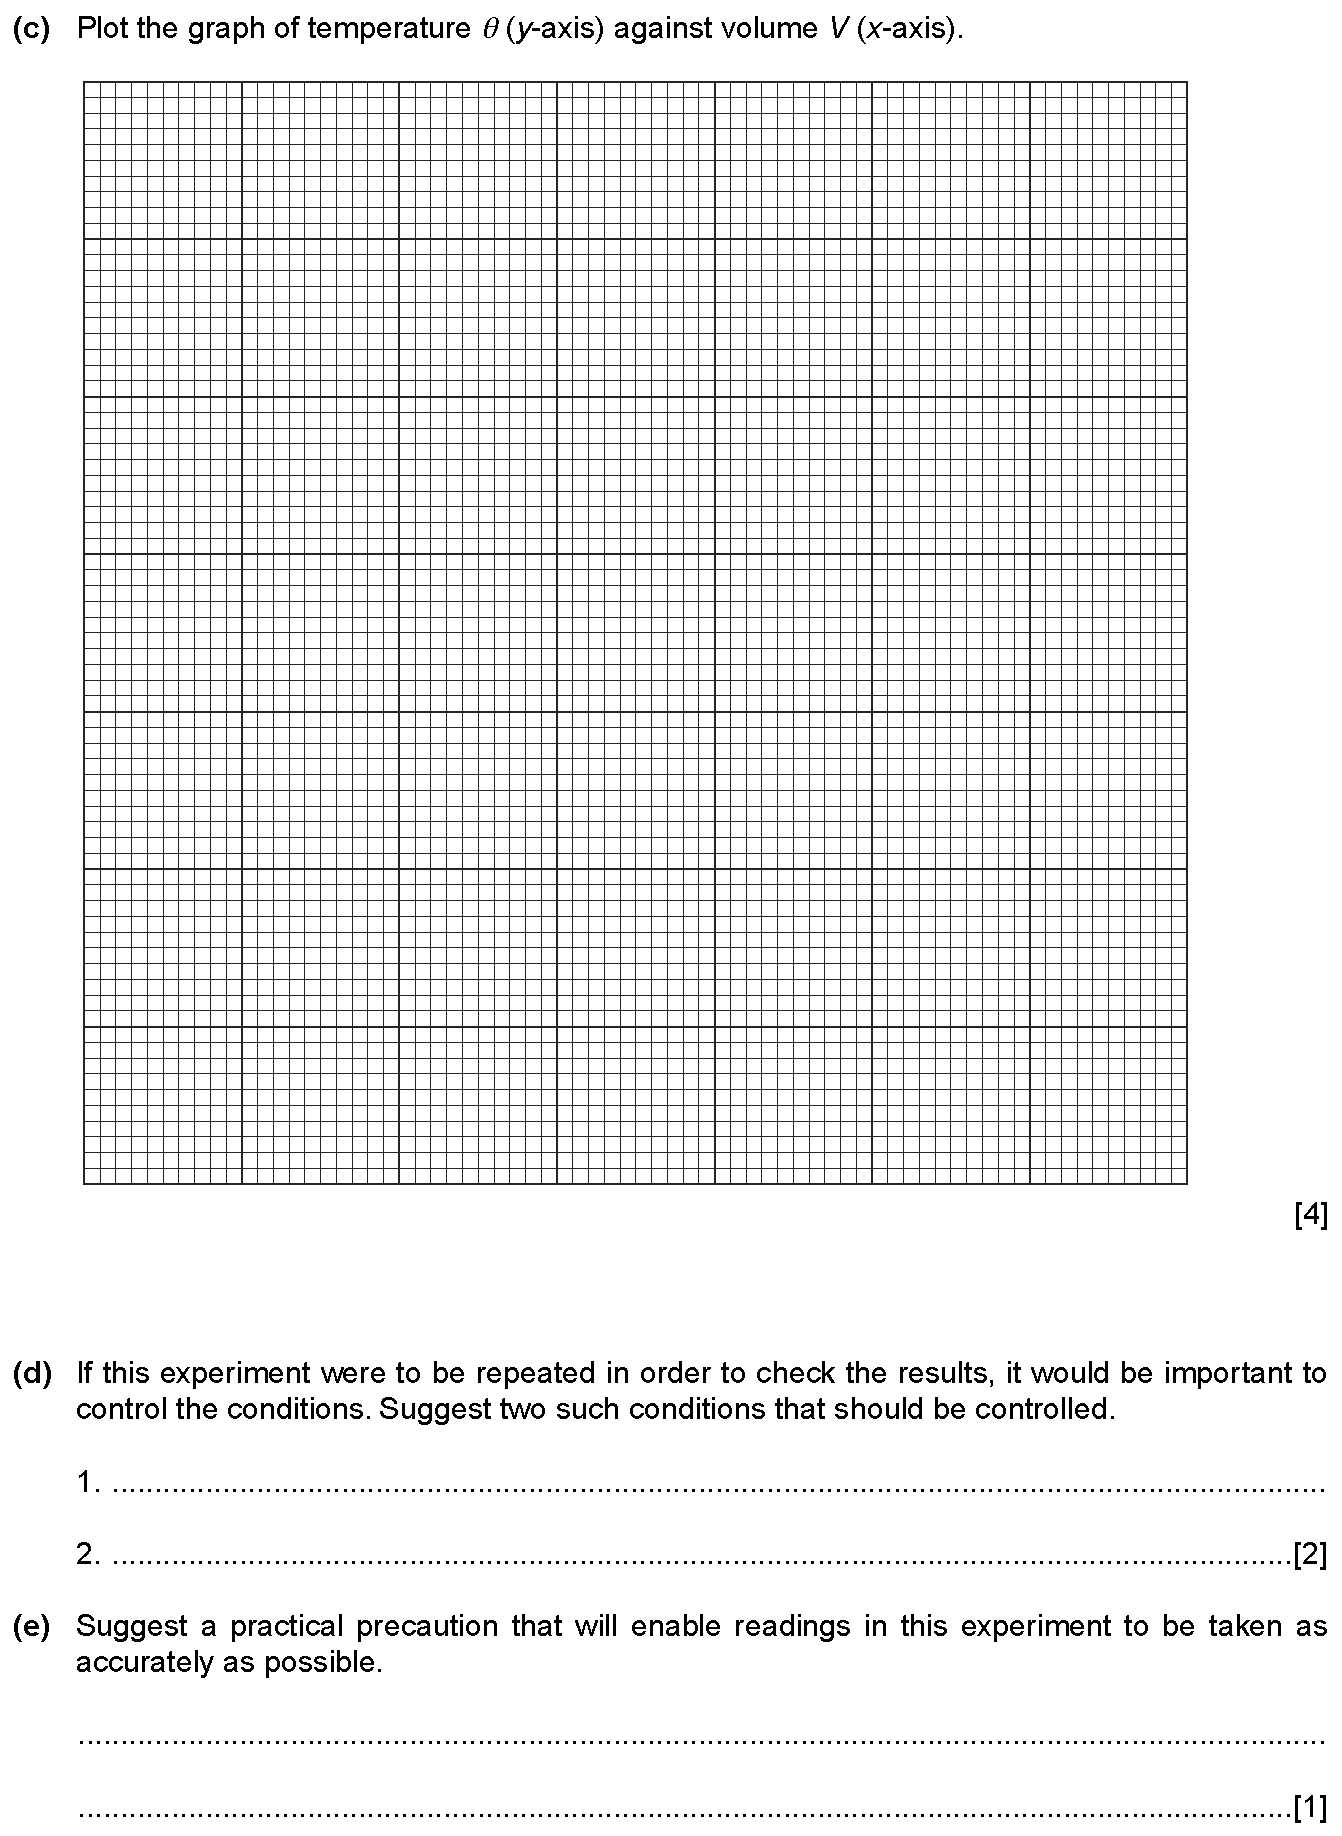 (c) Plot the graph of temperature θ (y-axis) against volume V (x-axis).
[4]
(d) If this experiment were to be repeated in order to check the results, it would be important to
control the conditions. Suggest two such conditions that should be controlled.
1. ..........................................................................................................................................
2. ......................................................................................................................................[2]
(e) Suggest a practical precaution that will enable readings in this experiment to be taken as
accurately as possible.
..............................................................................................................................................
..........................................................................................................................................[1]